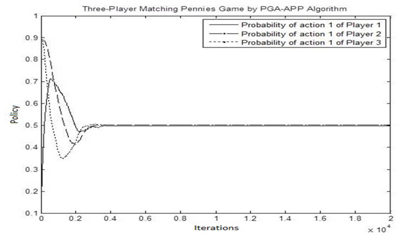 Three-Player Matching Pennies Game by PGA-APP Algorithm
Probability of action 1 of Player 1
Probability of action 1 of Player 2
Probability of action 1 of Player 3
1
0.9
0.8
0.7
0.6
0.5
0.4
0.3
0.2
0.1
Policy
0 0.2 0.4 0.6 0.8 1 1.2 1.4 1.6 1.8 2
Iterations
× 10⁴